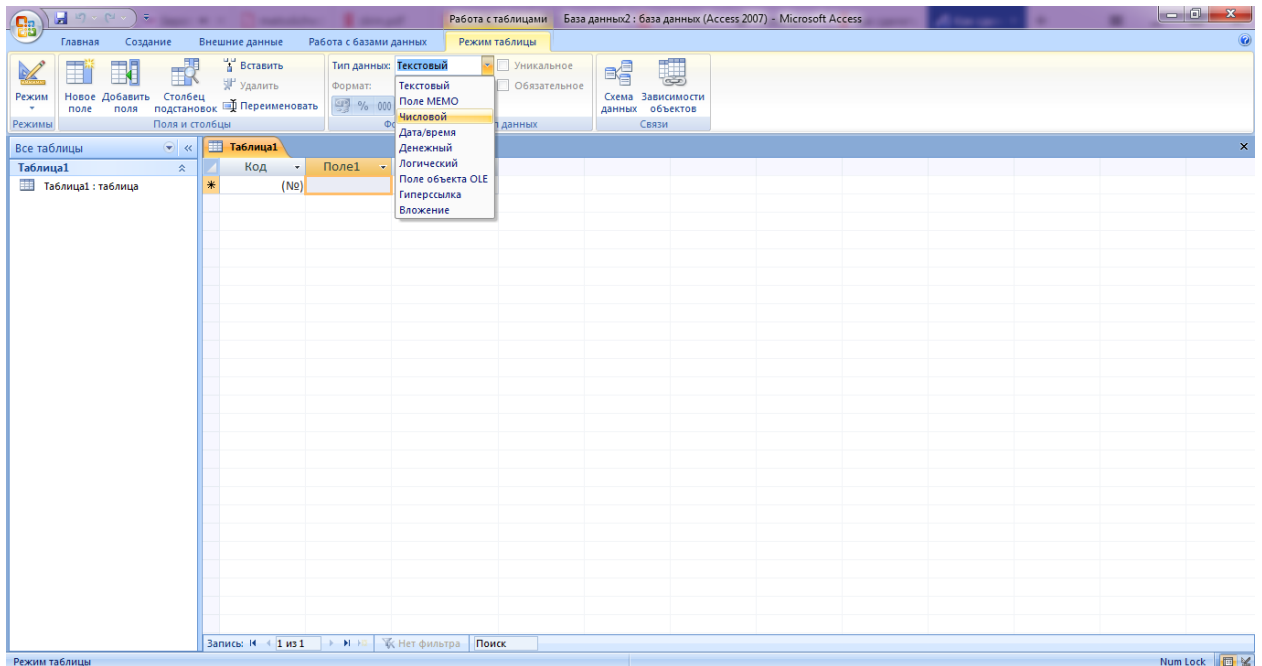 Работа с таблицами База данных2 : база данных (Access 2007) - Microsoft Access
Главная Создание Внешние данные Работа с базами данных Режим таблицы
Режим
Новое поле
Добавить поля
Столбец подстановок
Вставить
Удалить
Переименовать
Тип данных: Текстовый
Формат:
% 000
Уникальное
Обязательное
Схема данных
Зависимости объектов
Режимы
Поля и столбцы
данных
Связи
Текстовый
Поле МЕМО
Числовой
Дата/время
Денежный
Логический
Поле объекта OLE
Гиперссылка
Вложение
Все таблицы
Таблица1
Таблица1 : таблица
Таблица1
Код Поле1
* (№)
Запись: 1 из 1 Нет фильтра Поиск
Режим таблицы Num Lock